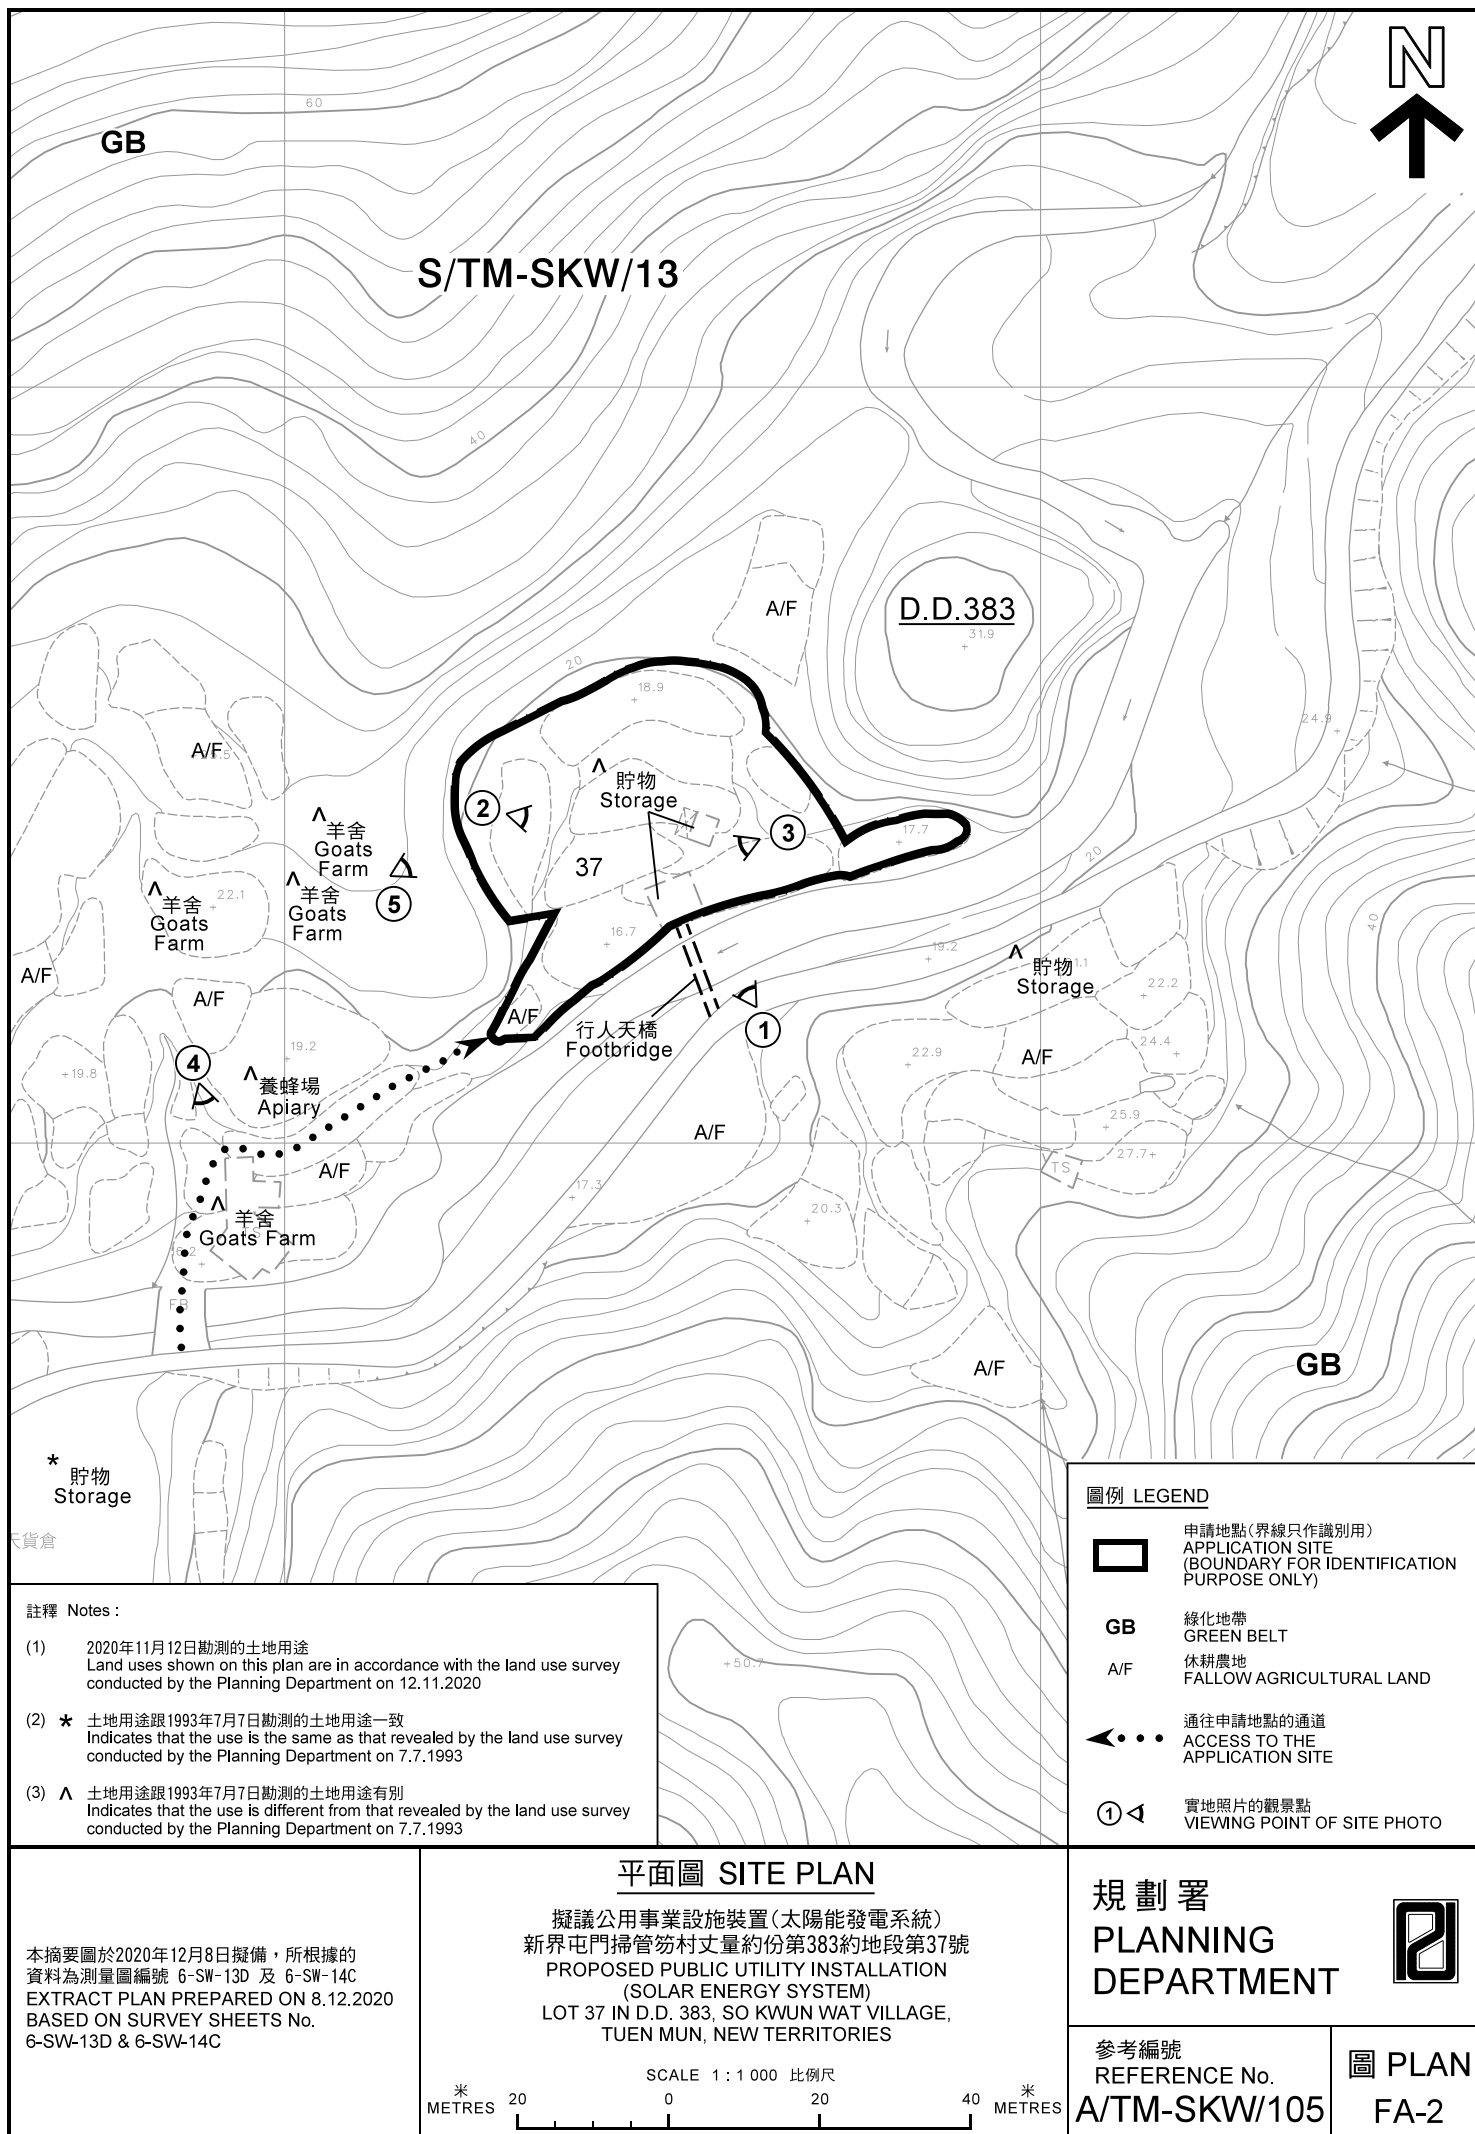 N
60
GB
S/TM-SKW/13
40
A/F
D.D.383
31.9
20
18.9
24.9
A/F
貯物
Storage
2
3
17.7
37
羊舍
Goats
Farm
5
羊舍
Goats
Farm
22.1
羊舍
Goats
Farm
20
40
16.7
19.2
貯物
Storage
22.2
A/F
A/F
A/F
行人天橋
Footbridge
1
19.2
4
19.8
養蜂場
Apiary
22.9
A/F
24.4
25.9
27.7
TS
A/F
A/F
17.3
20.3
羊舍
Goats Farm
TS
FB
A/F
GB
貯物
Storage
貨倉
50.7
圖例 LEGEND
申請地點(界線只作識別用)
APPLICATION SITE
(BOUNDARY FOR IDENTIFICATION
PURPOSE ONLY)
GB
綠化地帶
GREEN BELT
A/F
休耕農地
FALLOW AGRICULTURAL LAND
通往申請地點的通道
ACCESS TO THE
APPLICATION SITE
1
實地照片的觀景點
VIEWING POINT OF SITE PHOTO
註釋 Notes :
(1) 2020年11月12日勘測的土地用途
Land uses shown on this plan are in accordance with the land use survey
conducted by the Planning Department on 12.11.2020
(2) * 土地用途跟1993年7月7日勘測的土地用途一致
Indicates that the use is the same as that revealed by the land use survey
conducted by the Planning Department on 7.7.1993
(3) ^ 土地用途跟1993年7月7日勘測的土地用途有別
Indicates that the use is different from that revealed by the land use survey
conducted by the Planning Department on 7.7.1993
本摘要圖於2020年12月8日擬備，所根據的
資料為測量圖編號 6-SW-13D 及 6-SW-14C
EXTRACT PLAN PREPARED ON 8.12.2020
BASED ON SURVEY SHEETS No.
6-SW-13D & 6-SW-14C
平面圖 SITE PLAN
擬議公用事業設施裝置(太陽能發電系統)
新界屯門掃管笏村丈量約份第383約地段第37號
PROPOSED PUBLIC UTILITY INSTALLATION
(SOLAR ENERGY SYSTEM)
LOT 37 IN D.D. 383, SO KWUN WAT VILLAGE,
TUEN MUN, NEW TERRITORIES
SCALE 1 : 1 000 比例尺
米
METRES
20 0 20 40
米
METRES
規劃署
PLANNING
DEPARTMENT
參考編號
REFERENCE No.
A/TM-SKW/105
圖 PLAN
FA-2